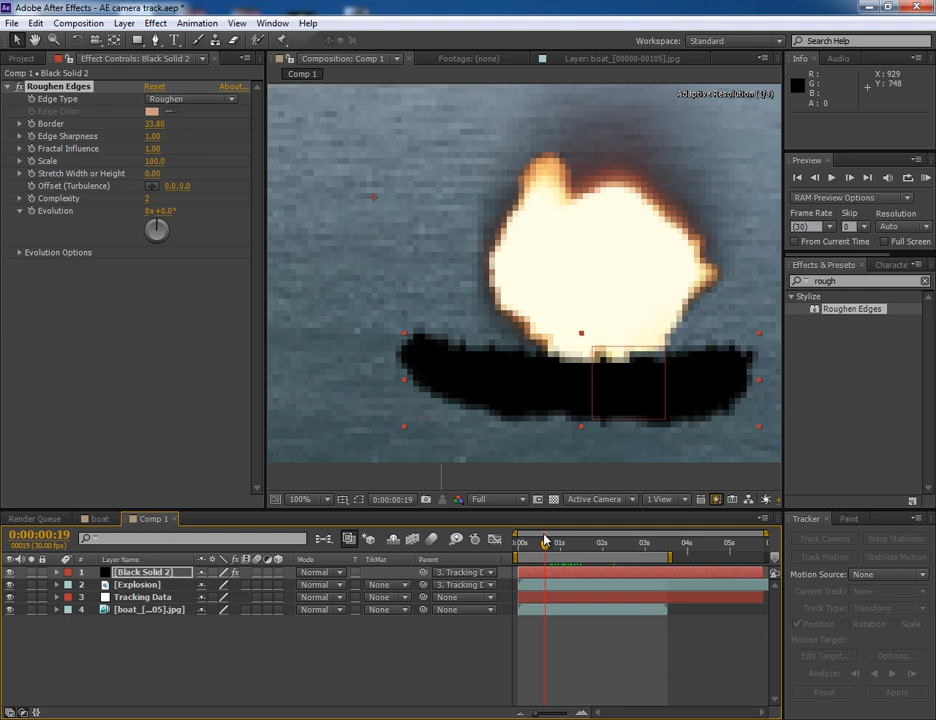 Adobe After Effects - AE camera track.aep *
File Edit Composition Layer Effect Animation View Window Help
Workspace: Standard Search Help
Project Effect Controls: Black Solid 2
Composition: Comp 1 Footage: (none) Layer: boat_[00000-00105].jpg
Info Audio
Comp 1 • Black Solid 2
Comp 1
fx Roughen Edges Reset About...
Edge Type Roughen
Edge Color
Border 33.80
Edge Sharpness 1.00
Fractal Influence 1.00
Scale 100.0
Stretch Width or Height 0.00
Offset (Turbulence) 0.0,0.0
Complexity 2
Evolution 0x+0.0°
Evolution Options
Adaptive Resolution (1/8)
R :
G :
B :
A : 0
X : 929
Y : 748
Preview
RAM Preview Options
Frame Rate Skip Resolution
(30) 0 Auto
From Current Time Full Screen
Effects & Presets Characte
rough
Stylize
Roughen Edges
100% 0:00:00:19 Full Active Camera 1 View
Render Queue boat Comp 1
0:00:00:19
00019 (30.00 fps)
:00s 01s 02s 03s 04s 05s
# Layer Name Mode T TrkMat Parent
1 [Black Solid 2] fx Normal 3. Tracking D
2 [Explosion] Normal None 3. Tracking D
3 Tracking Data Normal None None
4 [boat_[...05].jpg] Normal None None
Tracker Paint
Track Camera Warp Stabilizer
Track Motion Stabilize Motion
Motion Source: None
Current Track: None
Track Type: Transform
Position Rotation Scale
Motion Target:
Edit Target... Options...
Analyze:
Reset Apply